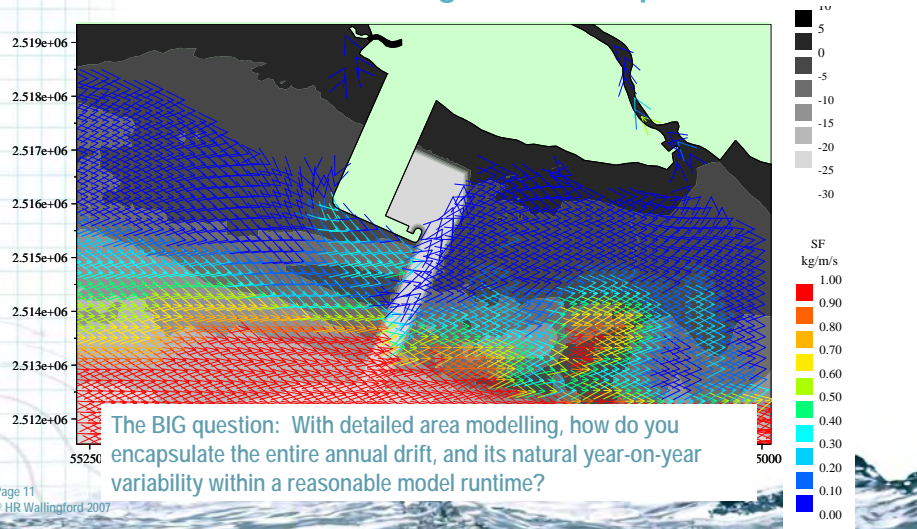 2.519e+06
2.518e+06
2.517e+06
2.516e+06
2.515e+06
2.514e+06
2.513e+06
2.512e+06
55250
5000
10
5
0
-5
-10
-15
-20
-25
-30
SF
kg/m/s
1.00
0.90
0.80
0.70
0.60
0.50
0.40
0.30
0.20
0.10
0.00
The BIG question: With detailed area modelling, how do you
encapsulate the entire annual drift, and its natural year-on-year
variability within a reasonable model runtime?
Page 11
HR Wallingford 2007